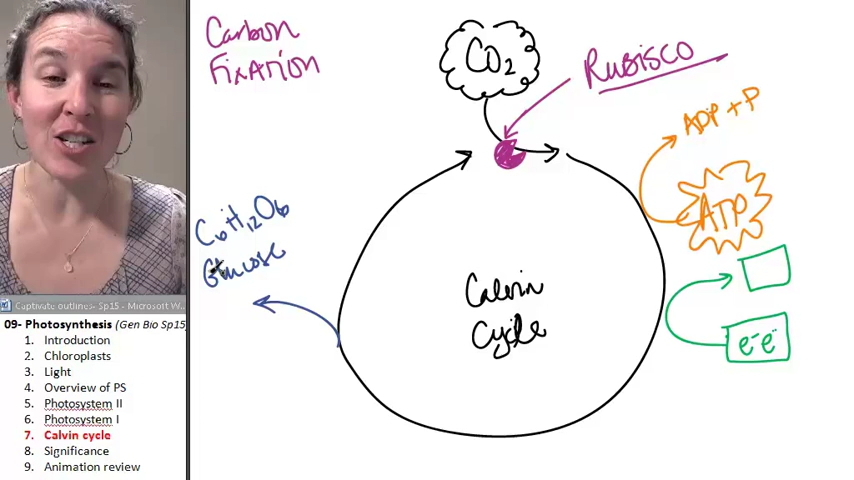 Carbon
Fixation
CO2
Rubisco
ADP + P
ATP
C6H12O6
Glucose
Calvin
Cycle
e- e-
Captivate outlines- Sp15 - Microsoft W...
09- Photosynthesis (Gen Bio Sp15)
1. Introduction
2. Chloroplasts
3. Light
4. Overview of PS
5. Photosystem II
6. Photosystem I
7. Calvin cycle
8. Significance
9. Animation review